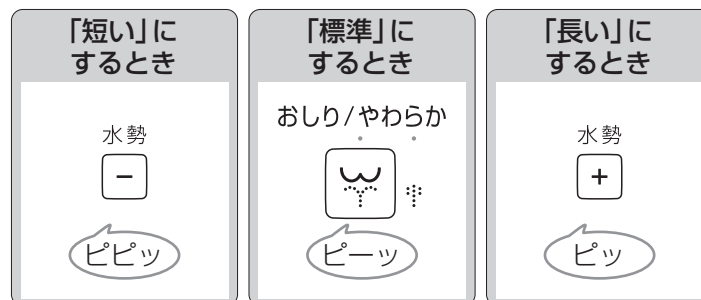 「短い」に
するとき
水勢
−
ピピッ
「標準」に
するとき
おしり/やわらか
ピーッ
「長い」に
するとき
水勢
+
ピッ